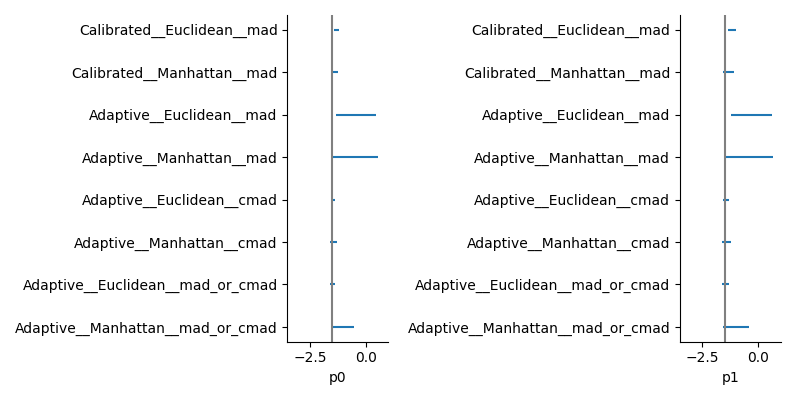 Calibrated__Euclidean__mad
Calibrated__Manhattan__mad
Adaptive__Euclidean__mad
Adaptive__Manhattan__mad
Adaptive__Euclidean__cmad
Adaptive__Manhattan__cmad
Adaptive__Euclidean__mad_or_cmad
Adaptive__Manhattan__mad_or_cmad
−2.5 0.0
p0
Calibrated__Euclidean__mad
Calibrated__Manhattan__mad
Adaptive__Euclidean__mad
Adaptive__Manhattan__mad
Adaptive__Euclidean__cmad
Adaptive__Manhattan__cmad
Adaptive__Euclidean__mad_or_cmad
Adaptive__Manhattan__mad_or_cmad
−2.5 0.0
p1